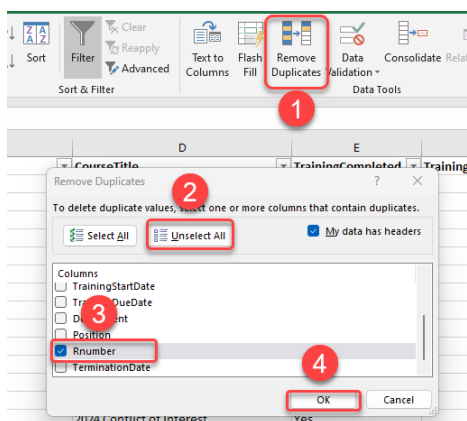 Clear
Reapply
Advanced
Sort
Filter
Text to Columns
Flash Fill
Remove Duplicates
Data Validation
Consolidate
Sort & Filter
Data Tools
1
D
E
CourseTitle
TrainingCompleted
Training
Remove Duplicates
?
2
To delete duplicate values, select one or more columns that contain duplicates.
Select All
Unselect All
My data has headers
Columns
TrainingStartDate
DueDate
3
Position
Rnumber
TerminationDate
4
OK
Cancel
2024 Conflict of Interest
Yes